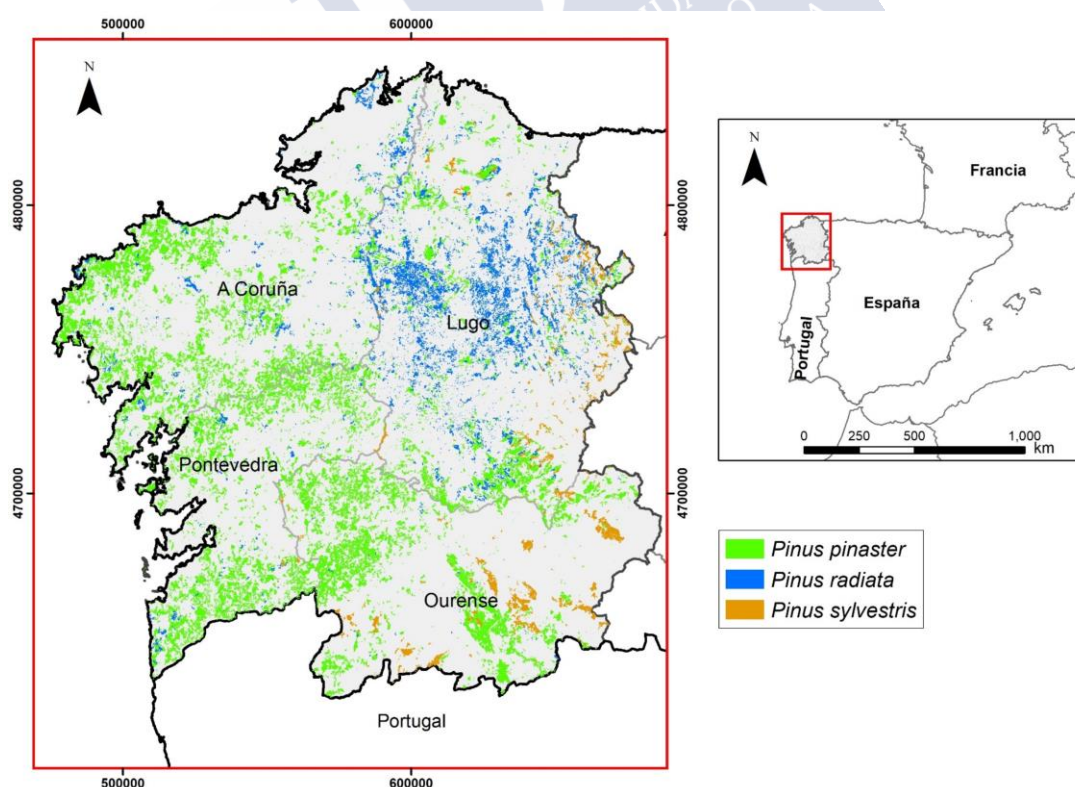 500000
600000
N
4800000
4700000
A Coruña
Lugo
Pontevedra
Ourense
Portugal
500000
600000
4800000
4700000
N
Francia
España
Portugal
0
250
500
1,000
km
Pinus pinaster
Pinus radiata
Pinus sylvestris